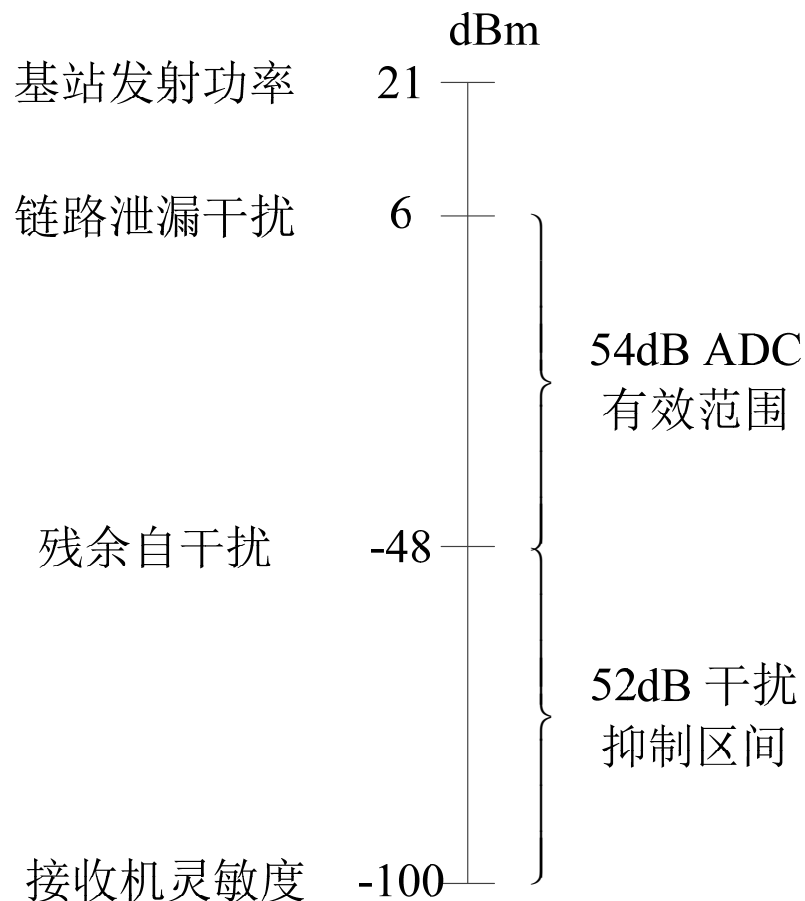 dBm
基站发射功率 21
链路泄漏干扰 6
54dB ADC
有效范围
残余自干扰 -48
52dB 干扰
抑制区间
接收机灵敏度 -100